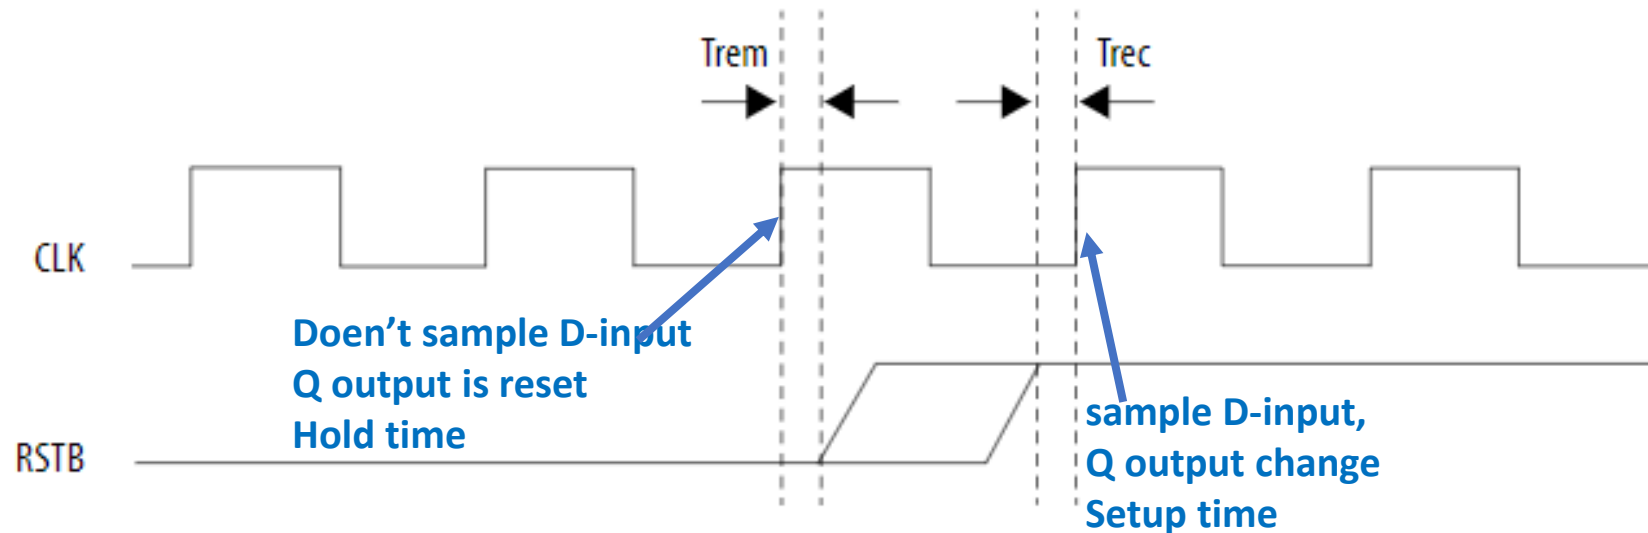 Trem
Trec
CLK
Doen’t sample D-input
Q output is reset
Hold time
sample D-input,
Q output change
Setup time
RSTB